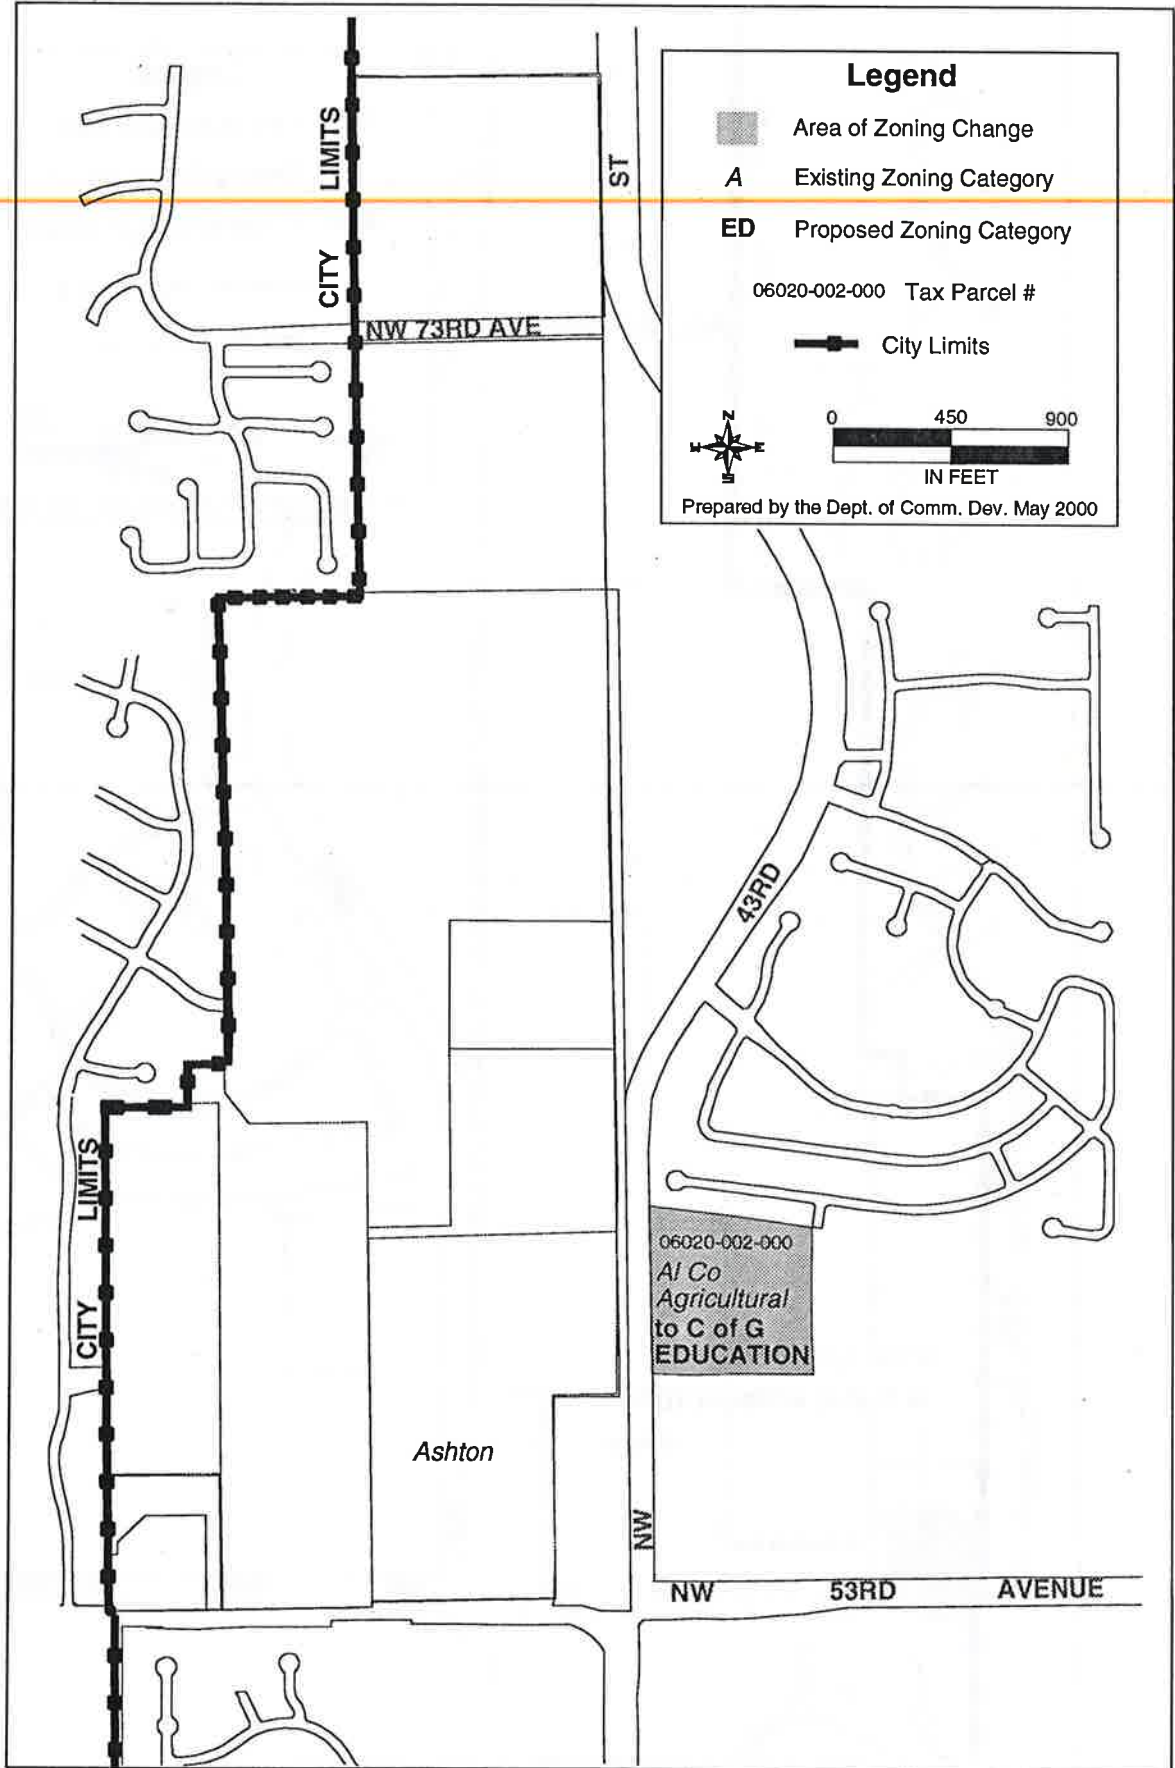 Legend
Area of Zoning Change
A Existing Zoning Category
ED Proposed Zoning Category
06020-002-000 Tax Parcel #
City Limits
N
E
S
0 450 900
IN FEET
Prepared by the Dept. of Comm. Dev. May 2000
CITY LIMITS
ST
NW 73RD AVE
43RD
CITY LIMITS
06020-002-000
Al Co
Agricultural
to C of G
EDUCATION
Ashton
NW
NW 53RD AVENUE